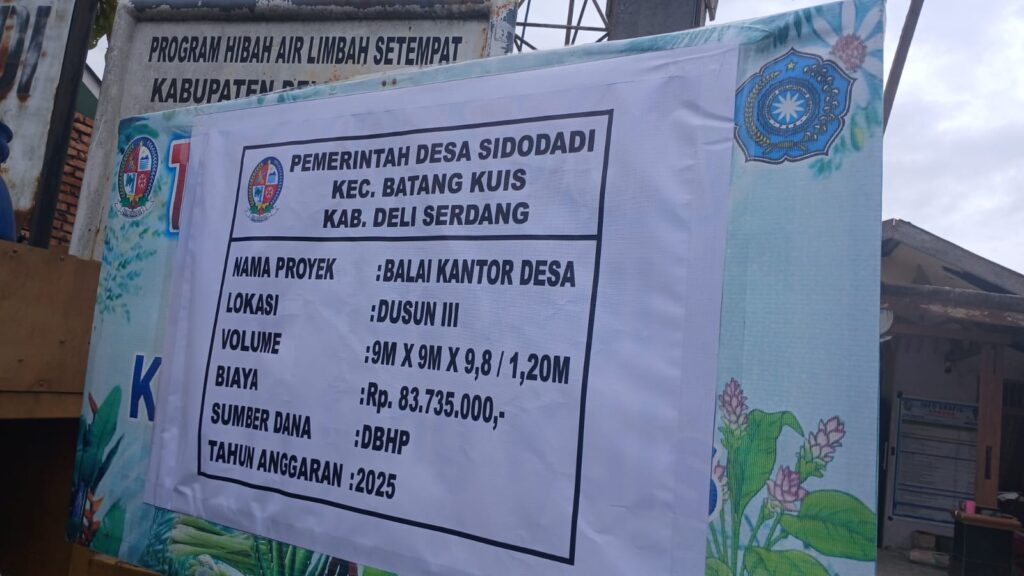 PROGRAM HIBAH AIR LIMBAH SETEMPAT
KABUPATEN
PEMERINTAH DESA SIDODADI
KEC. BATANG KUIS
KAB. DELI SERDANG
NAMA PROYEK : BALAI KANTOR DESA
LOKASI : DUSUN III
VOLUME : 9M X 9M X 9,8 / 1,20M
BIAYA : Rp. 83.735.000,-
SUMBER DANA : DBHP
TAHUN ANGGARAN : 2025